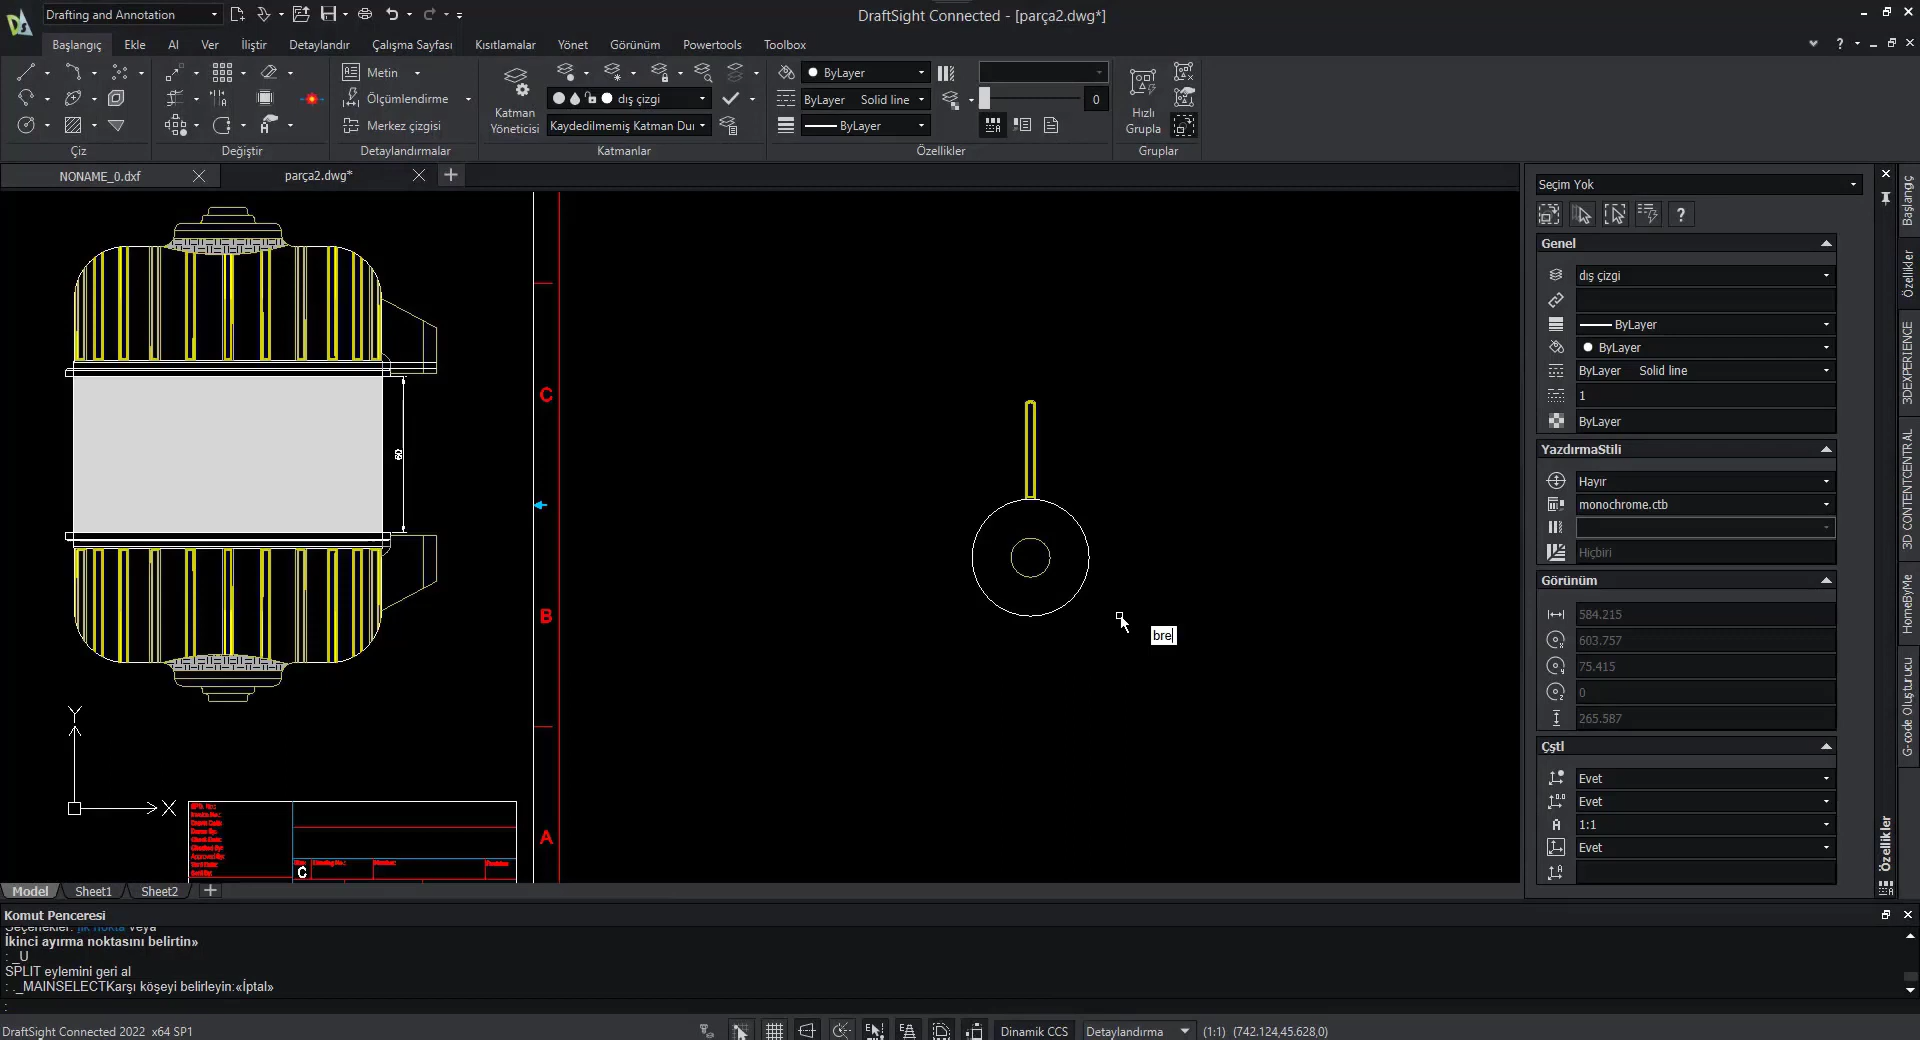 Drafting and Annotation
DraftSight Connected - [parça2.dwg*]
Başlangıç Ekle AI Ver İliştir Detaylandır Çalışma Sayfası Kısıtlamalar Yönet Görünüm Powertools Toolbox
Metin
Ölçümlendirme
Merkez çizgisi
Katman
Yöneticisi
dış çizgi
Kaydedilmemiş Katman Du
ByLayer
ByLayer Solid line
ByLayer
0
Hızlı
Grupla
Çiz
Değiştir
Detaylandırmalar
Katmanlar
Özellikler
Gruplar
NONAME_0.dxf
parça2.dwg*
60
C
B
A
Y
X
C
bre
Seçim Yok
Genel
dış çizgi
ByLayer
ByLayer
ByLayer Solid line
1
ByLayer
YazdırmaStili
Hayır
monochrome.ctb
Hiçbiri
Görünüm
584.215
603.757
75.415
0
265.587
Çştl
Evet
Evet
1:1
Evet
Başlangıç
Özellikler
3DEXPERIENCE
3D CONTENTCENTRAL
HomeByMe
G-code Oluşturucu
Özellikler
Model Sheet1 Sheet2
Komut Penceresi
Seçenekler: İlk nokta veya
İkinci ayırma noktasını belirtin»
: _U
SPLIT eylemini geri al
: ._MAINSELECTKarşı köşeyi belirleyin:«İptal»
:
DraftSight Connected 2022 x64 SP1
Dinamik CCS
Detaylandırma
(1:1) (742.124,45.628,0)